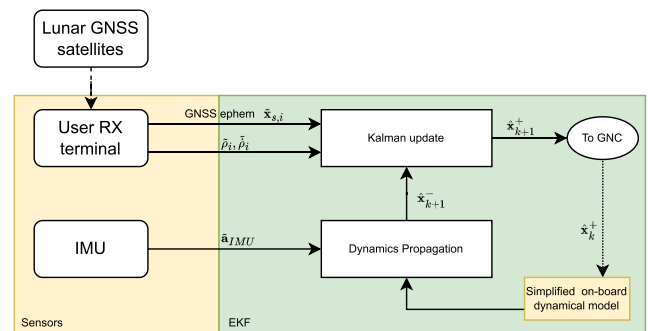 Lunar GNSS
satellites
User RX
terminal
GNSS ephem x̃_{s,i}
ρ̃_i, ρ̃̇_i
Kalman update
x̂^+_{k+1}
To GNC
x̂^-_{k+1}
x̂^+_k
IMU
ã_{IMU}
Dynamics Propagation
Simplified on-board
dynamical model
Sensors
EKF